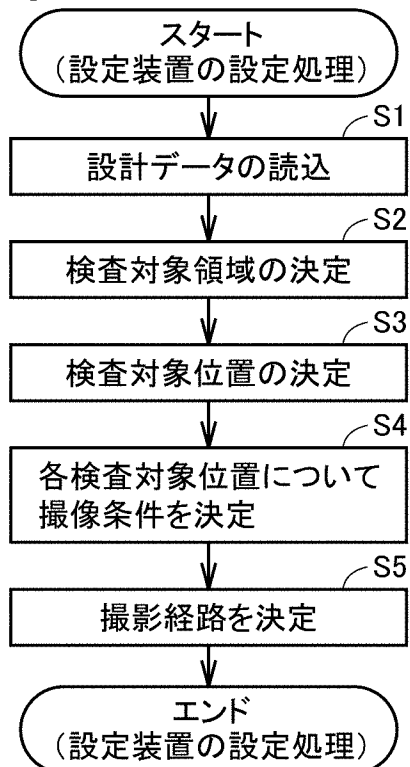 スタート
(設定装置の設定処理)
S1
設計データの読込
S2
検査対象領域の決定
S3
検査対象位置の決定
S4
各検査対象位置について
撮像条件を決定
S5
撮影経路を決定
エンド
(設定装置の設定処理)